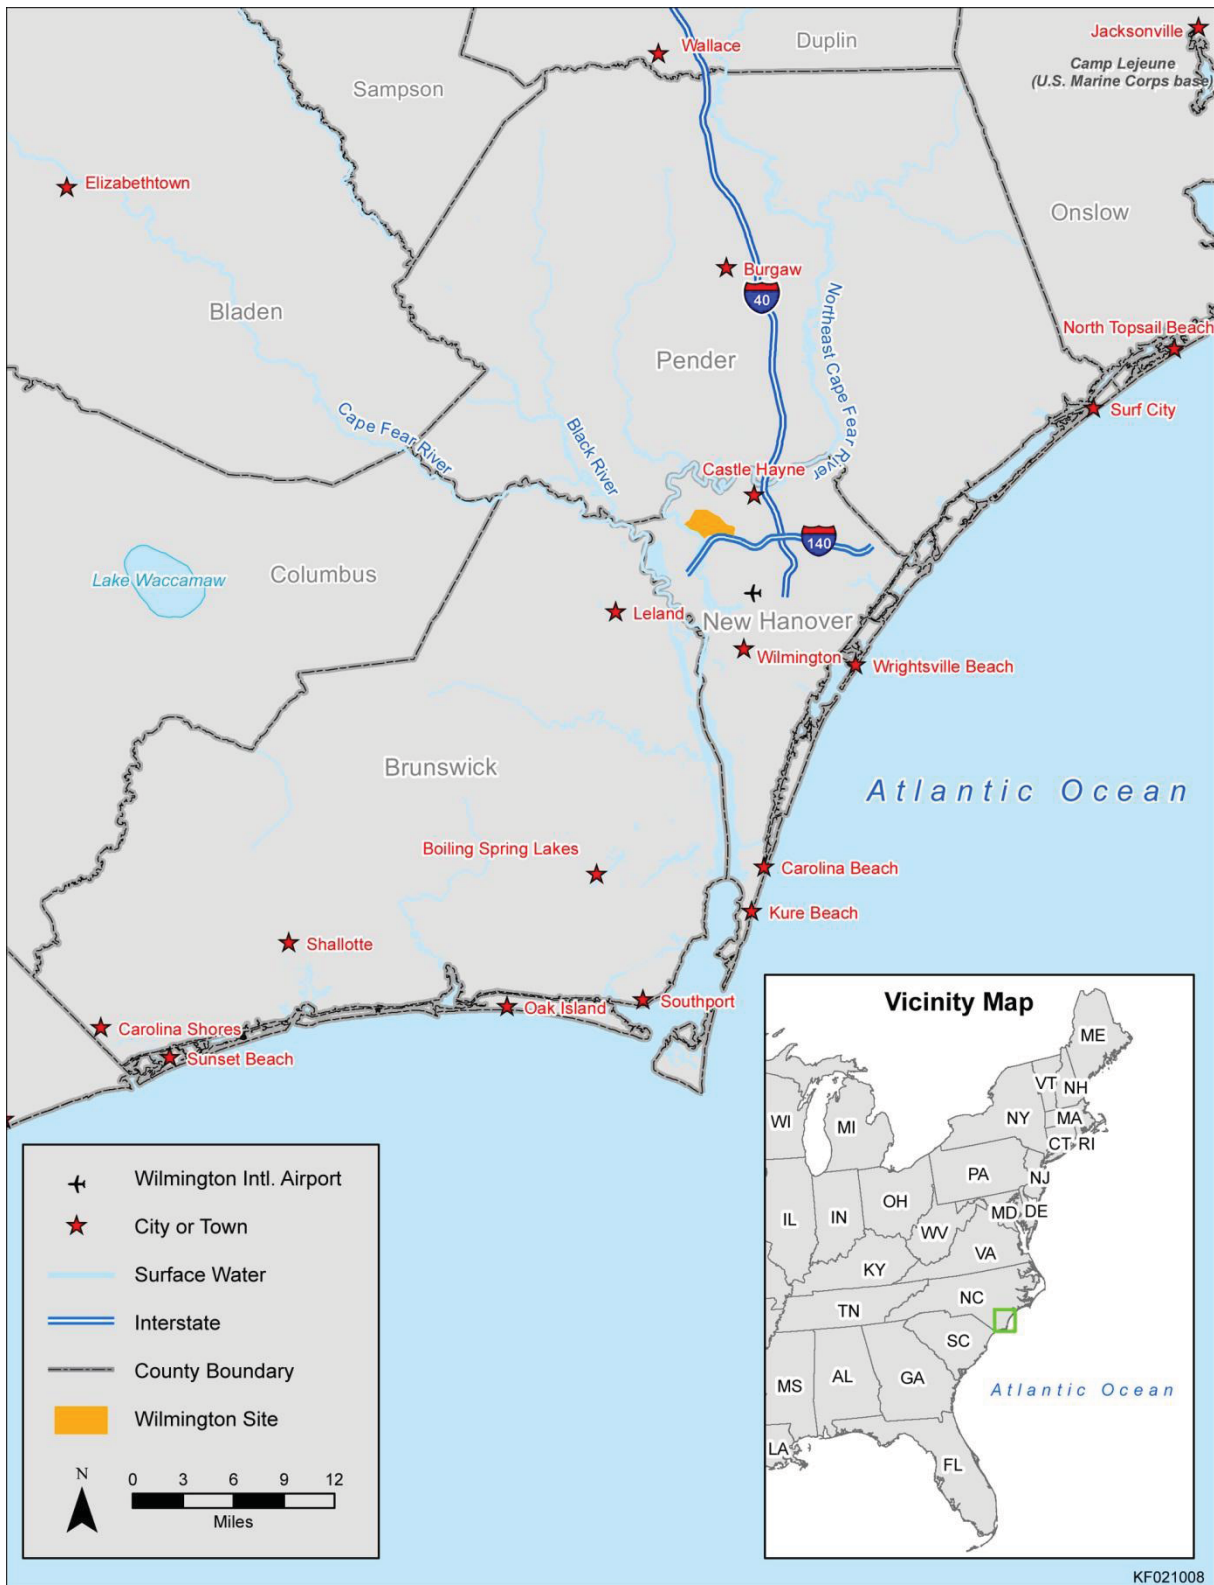 Wallace
Duplin
Jacksonville
Camp Lejeune
(U.S. Marine Corps base)
Sampson
Elizabethtown
Onslow
Burgaw
40
Bladen
Northeast Cape Fear River
North Topsail Beach
Pender
Surf City
Cape Fear River
Black River
Castle Hayne
140
Lake Waccamaw
Columbus
Leland
New Hanover
Wilmington
Wrightsville Beach
Brunswick
Atlantic Ocean
Boiling Spring Lakes
Carolina Beach
Kure Beach
Shallotte
Southport
Oak Island
Carolina Shores
Sunset Beach
Wilmington Intl. Airport
City or Town
Surface Water
Interstate
County Boundary
Wilmington Site
N
0 3 6 9 12
Miles
Vicinity Map
ME
VT
NH
NY
MA
WI
MI
CT RI
PA
NJ
OH
IL
IN
MD
DE
WV
VA
KY
NC
TN
SC
MS
AL
GA
Atlantic Ocean
LA
FL
KF021008